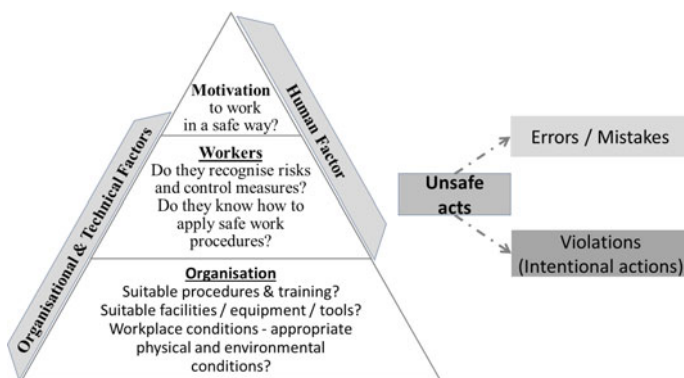 Motivation
to work
in a safe way?
Workers
Do they recognise risks
and control measures?
Do they know how to
apply safe work
procedures?
Organisation
Suitable procedures & training?
Suitable facilities / equipment / tools?
Workplace conditions - appropriate
physical and environmental
conditions?
Organisational & Technical Factors
Human Factor
Unsafe
acts
Errors / Mistakes
Violations
(Intentional actions)